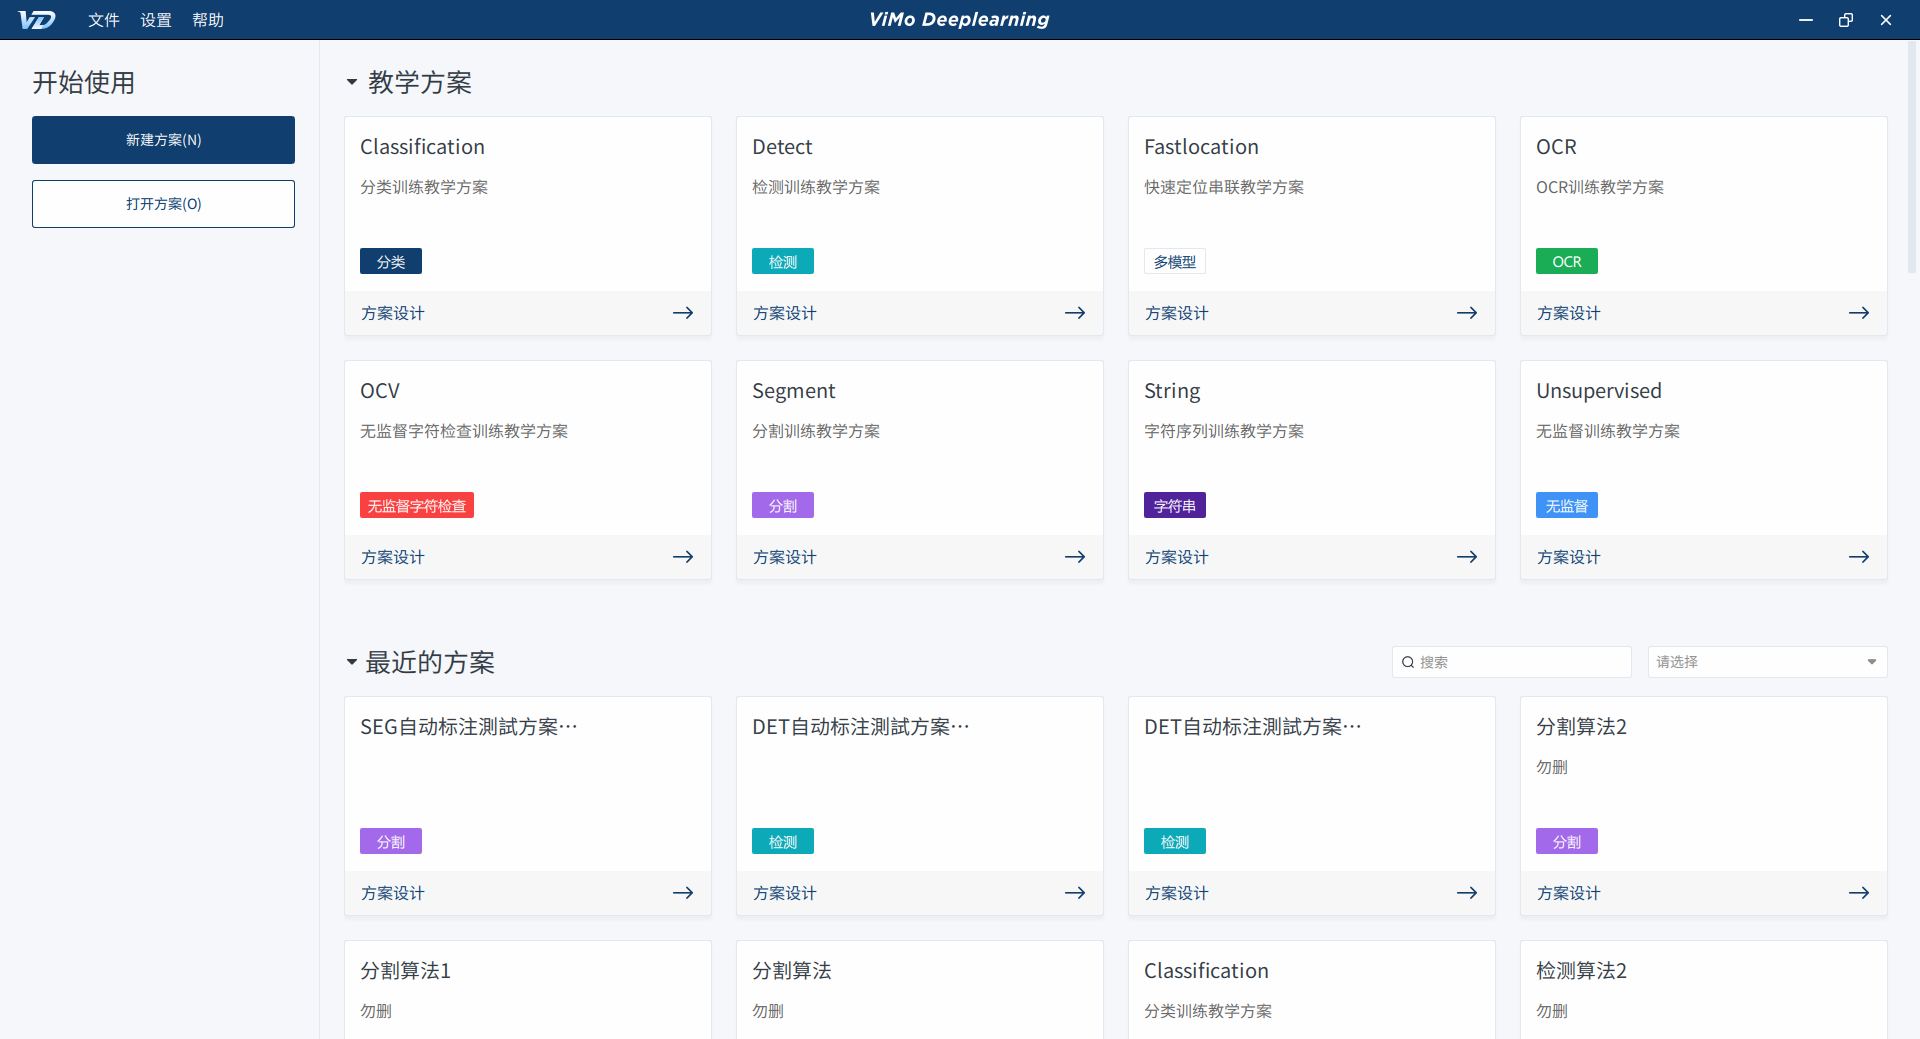 VD 文件 设置 帮助 ViMo Deeplearning
开始使用
新建方案(N)
打开方案(O)
教学方案
Classification
分类训练教学方案
分类
方案设计
Detect
检测训练教学方案
检测
方案设计
Fastlocation
快速定位串联教学方案
多模型
方案设计
OCR
OCR训练教学方案
OCR
方案设计
OCV
无监督字符检查训练教学方案
无监督字符检查
方案设计
Segment
分割训练教学方案
分割
方案设计
String
字符序列训练教学方案
字符串
方案设计
Unsupervised
无监督训练教学方案
无监督
方案设计
最近的方案
搜索
请选择
SEG自动标注测試方案…
分割
方案设计
DET自动标注测試方案…
检测
方案设计
DET自动标注测試方案…
检测
方案设计
分割算法2
勿删
分割
方案设计
分割算法1
勿删
分割算法
勿删
Classification
分类训练教学方案
检测算法2
勿删